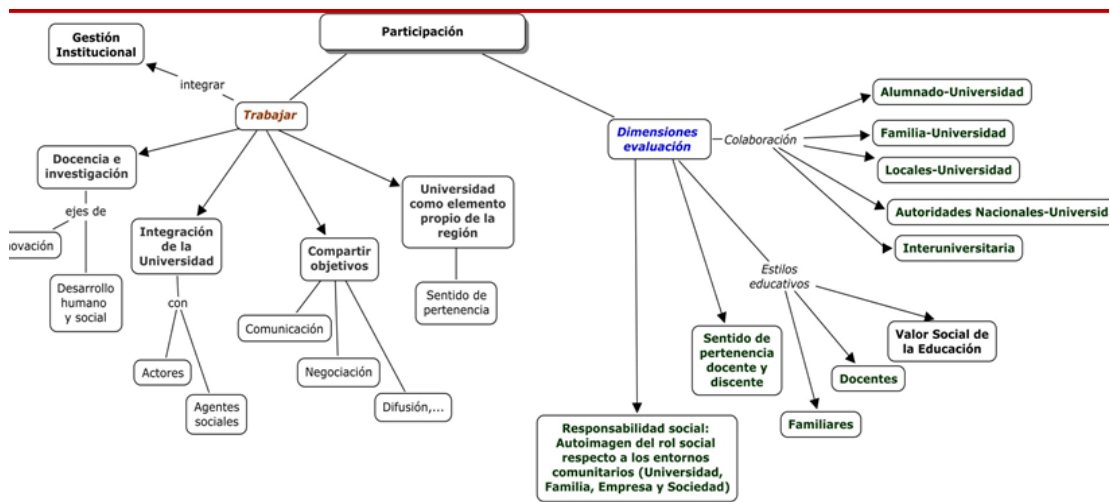 Participación
Gestión
Institucional
integrar
Trabajar
Docencia e
investigación
ejes de
novación
Desarrollo
humano
y social
Integración
de la
Universidad
con
Actores
Agentes
sociales
Compartir
objetivos
Comunicación
Negociación
Difusión,...
Universidad
como elemento
propio de la
región
Sentido de
pertenencia
Dimensiones
evaluación
Colaboración
Alumnado-Universidad
Familia-Universidad
Locales-Universidad
Autoridades Nacionales-Universid
Interuniversitaria
Estilos
educativos
Valor Social de
la Educación
Docentes
Familiares
Sentido de
pertenencia
docente y
discente
Responsabilidad social:
Autoimagen del rol social
respecto a los entornos
comunitarios (Universidad,
Familia, Empresa y Sociedad)